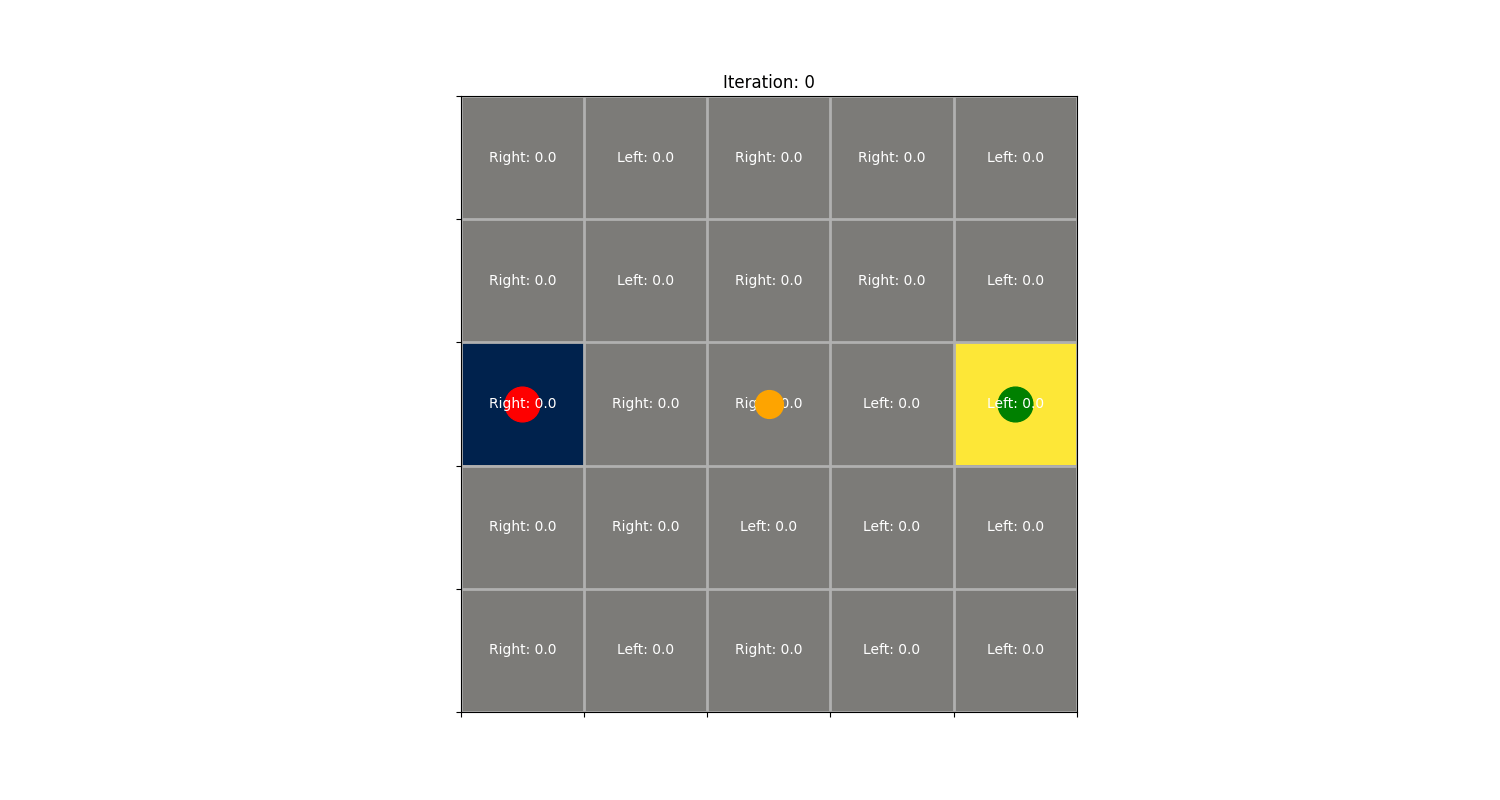 Iteration: 0
Right: 0.0 Left: 0.0 Right: 0.0 Right: 0.0 Left: 0.0
Right: 0.0 Left: 0.0 Right: 0.0 Right: 0.0 Left: 0.0
Right: 0.0 Right: 0.0 Right: 0.0 Left: 0.0 Left: 0.0
Right: 0.0 Right: 0.0 Left: 0.0 Left: 0.0 Left: 0.0
Right: 0.0 Left: 0.0 Right: 0.0 Left: 0.0 Left: 0.0